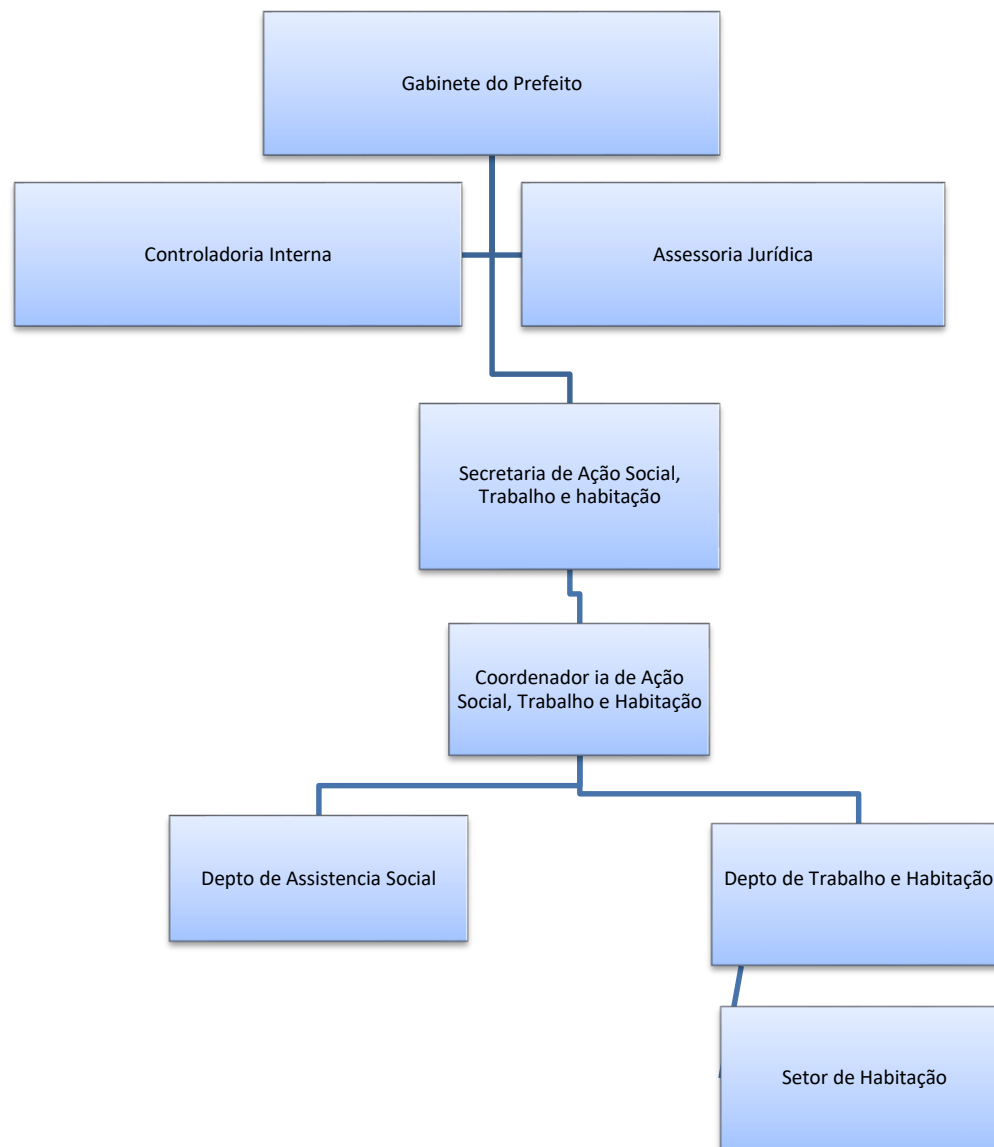 Gabinete do Prefeito
Controladoria Interna
Assessoria Jurídica
Secretaria de Ação Social,
Trabalho e habitação
Coordenador ia de Ação
Social, Trabalho e Habitação
Depto de Assistencia Social
Depto de Trabalho e Habitação
Setor de Habitação